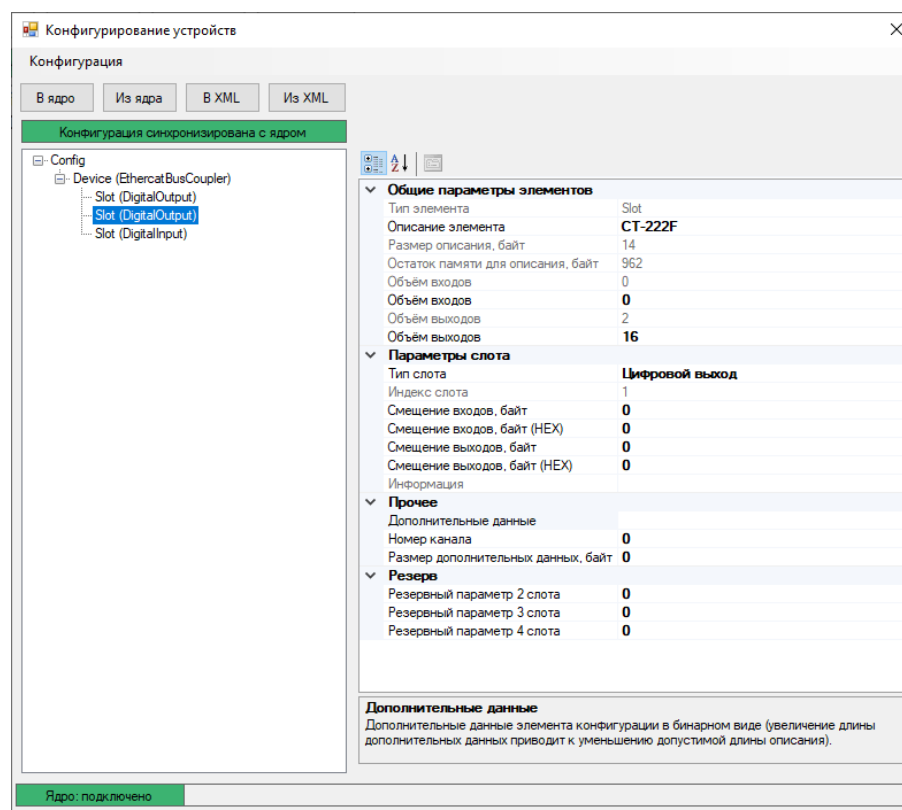 Конфигурирование устройств
Конфигурация
В ядро Из ядра В XML Из XML
Конфигурация синхронизирована с ядром
Config
Device (EthercatBusCoupler)
Slot (DigitalOutput)
Slot (DigitalOutput)
Slot (DigitalInput)
Общие параметры элементов
Тип элемента Slot
Описание элемента CT-222F
Размер описания, байт 14
Остаток памяти для описания, байт 962
Объём входов 0
Объём входов 0
Объём выходов 2
Объём выходов 16
Параметры слота
Тип слота Цифровой выход
Индекс слота 1
Смещение входов, байт 0
Смещение входов, байт (HEX) 0
Смещение выходов, байт 0
Смещение выходов, байт (HEX) 0
Информация
Прочее
Дополнительные данные
Номер канала 0
Размер дополнительных данных, байт 0
Резерв
Резервный параметр 2 слота 0
Резервный параметр 3 слота 0
Резервный параметр 4 слота 0
Дополнительные данные
Дополнительные данные элемента конфигурации в бинарном виде (увеличение длины
дополнительных данных приводит к уменьшению допустимой длины описания).
Ядро: подключено